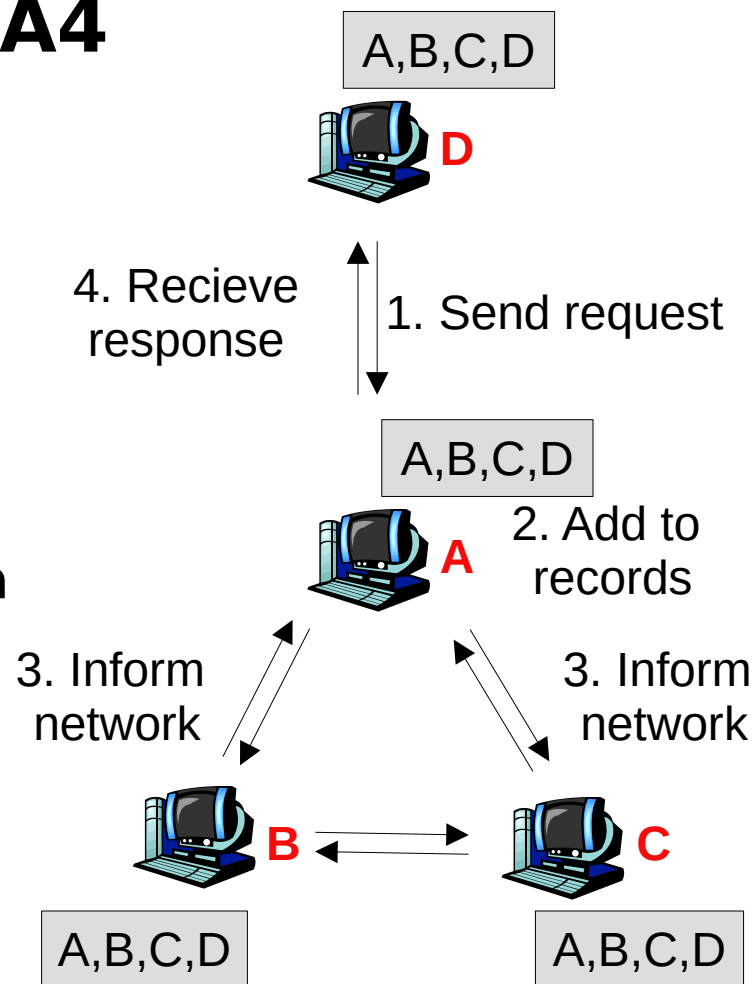 A4
A,B,C,D
D
4. Recieve
response
1. Send request
A,B,C,D
A
2. Add to
records
3. Inform
network
3. Inform
network
B
C
A,B,C,D
A,B,C,D